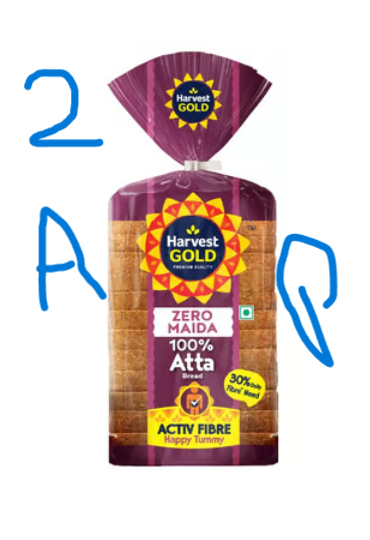 2
Harvest
GOLD
A
Harvest
GOLD
PREMIUM QUALITY
ZERO
MAIDA
100%
Atta
Bread
30% Daily
Fibre* Need
ACTIV FIBRE
Happy Tummy